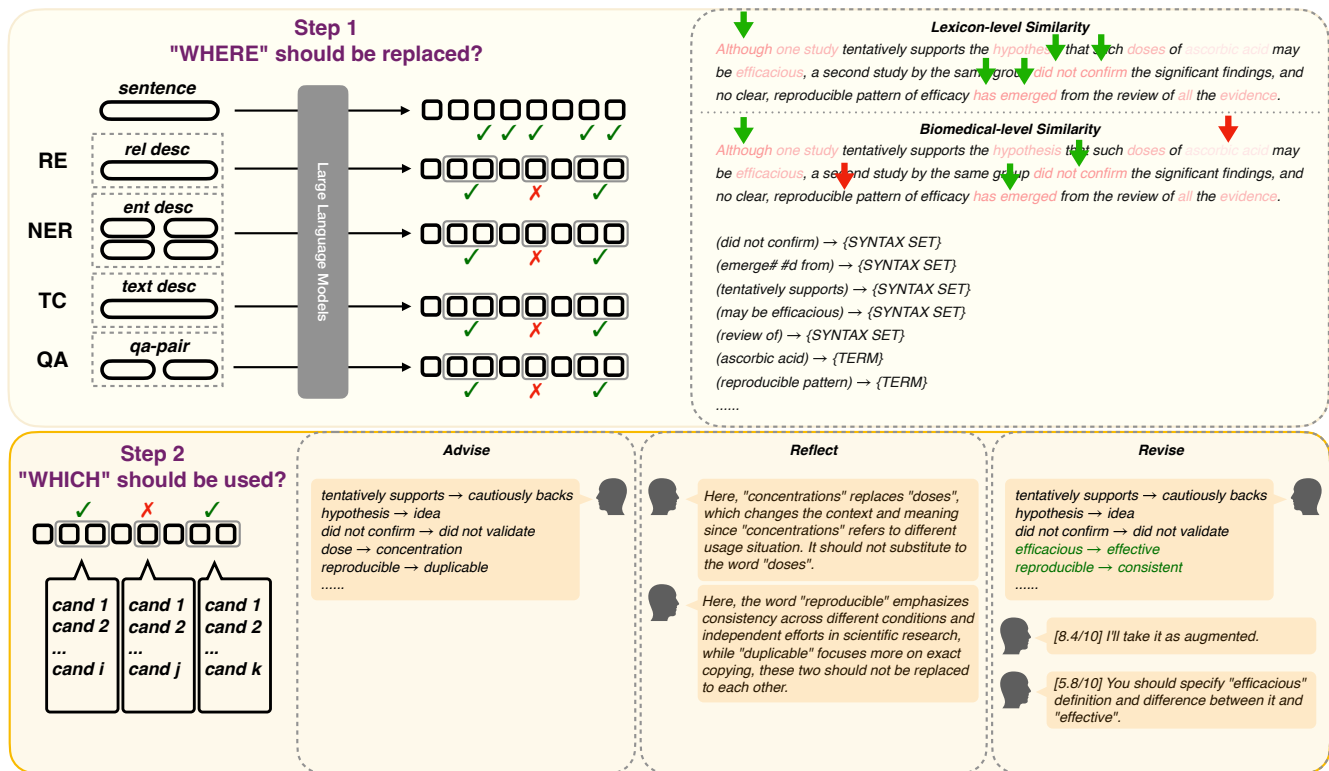 Step 1
"WHERE" should be replaced?
sentence
RE
rel desc
NER
ent desc
TC
text desc
QA
qa-pair
Large Language Models
Lexicon-level Similarity
Although one study tentatively supports the hypothesis that such doses of ascorbic acid may
be efficacious, a second study by the same group did not confirm the significant findings, and
no clear, reproducible pattern of efficacy has emerged from the review of all the evidence.
Biomedical-level Similarity
Although one study tentatively supports the hypothesis that such doses of ascorbic acid may
be efficacious, a second study by the same group did not confirm the significant findings, and
no clear, reproducible pattern of efficacy has emerged from the review of all the evidence.
(did not confirm) → {SYNTAX SET}
(emerge# #d from) → {SYNTAX SET}
(tentatively supports) → {SYNTAX SET}
(may be efficacious) → {SYNTAX SET}
(review of) → {SYNTAX SET}
(ascorbic acid) → {TERM}
(reproducible pattern) → {TERM}
......
Step 2
"WHICH" should be used?
cand 1
cand 2
...
cand i
cand 1
cand 2
...
cand j
cand 1
cand 2
...
cand k
Advise
tentatively supports → cautiously backs
hypothesis → idea
did not confirm → did not validate
dose → concentration
reproducible → duplicable
......
Reflect
Here, "concentrations" replaces "doses",
which changes the context and meaning
since "concentrations" refers to different
usage situation. It should not substitute to
the word "doses".
Here, the word "reproducible" emphasizes
consistency across different conditions and
independent efforts in scientific research,
while "duplicable" focuses more on exact
copying, these two should not be replaced
to each other.
Revise
tentatively supports → cautiously backs
hypothesis → idea
did not confirm → did not validate
efficacious → effective
reproducible → consistent
......
[8.4/10] I'll take it as augmented.
[5.8/10] You should specify "efficacious"
definition and difference between it and
"effective".